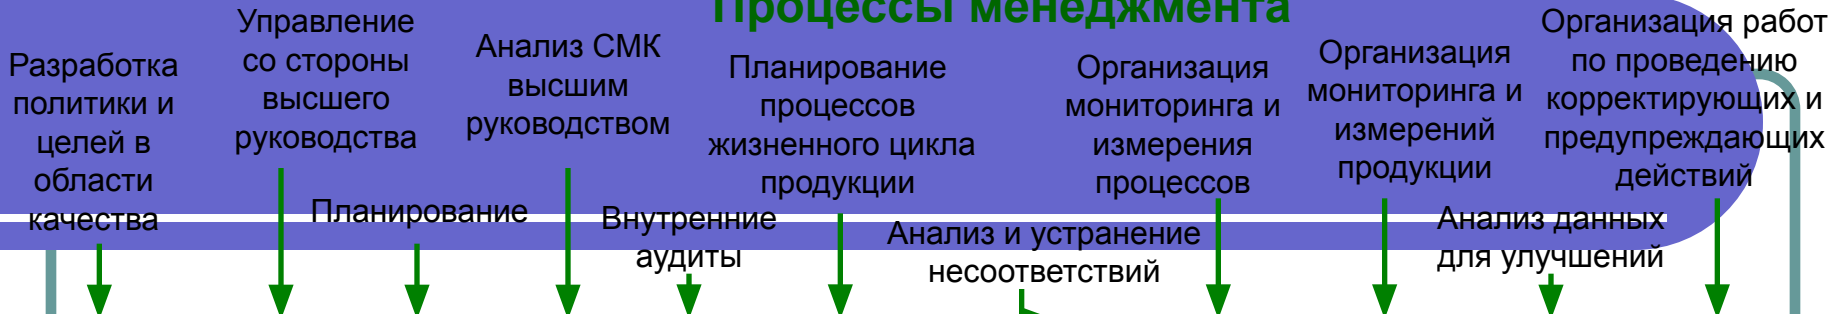 Процессы менеджмента
Разработка
политики и
целей в
области
качества
Управление
со стороны
высшего
руководства
Планирование
Анализ СМК
высшим
руководством
Внутренние
аудиты
Планирование
процессов
жизненного цикла
продукции
Анализ и устранение
несоответствий
Организация
мониторинга и
измерения
процессов
Организация
мониторинга и
измерений
продукции
Анализ данных
для улучшений
Организация работ
по проведению
корректирующих и
предупреждающих
действий